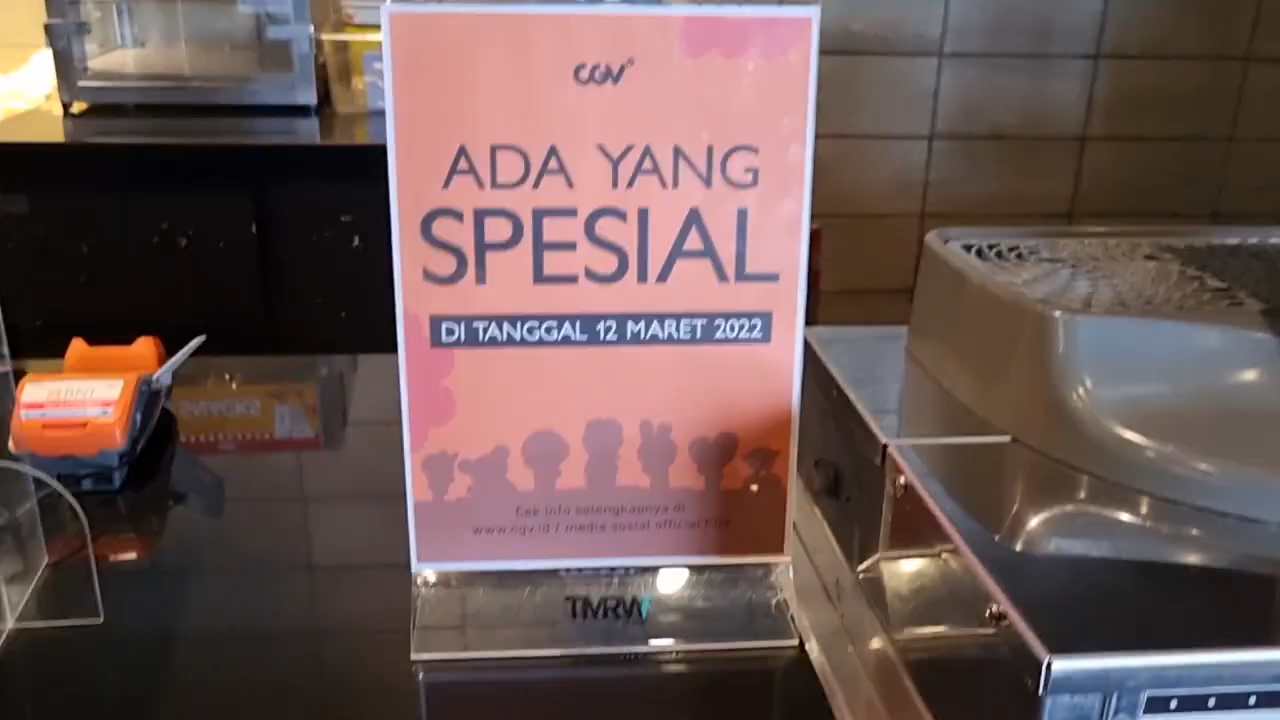 CGV
ADA YANG
SPESIAL
DI TANGGAL 12 MARET 2022
Cek info selengkapnya di
www.cgv.id / media sosial official CGV
TMRW